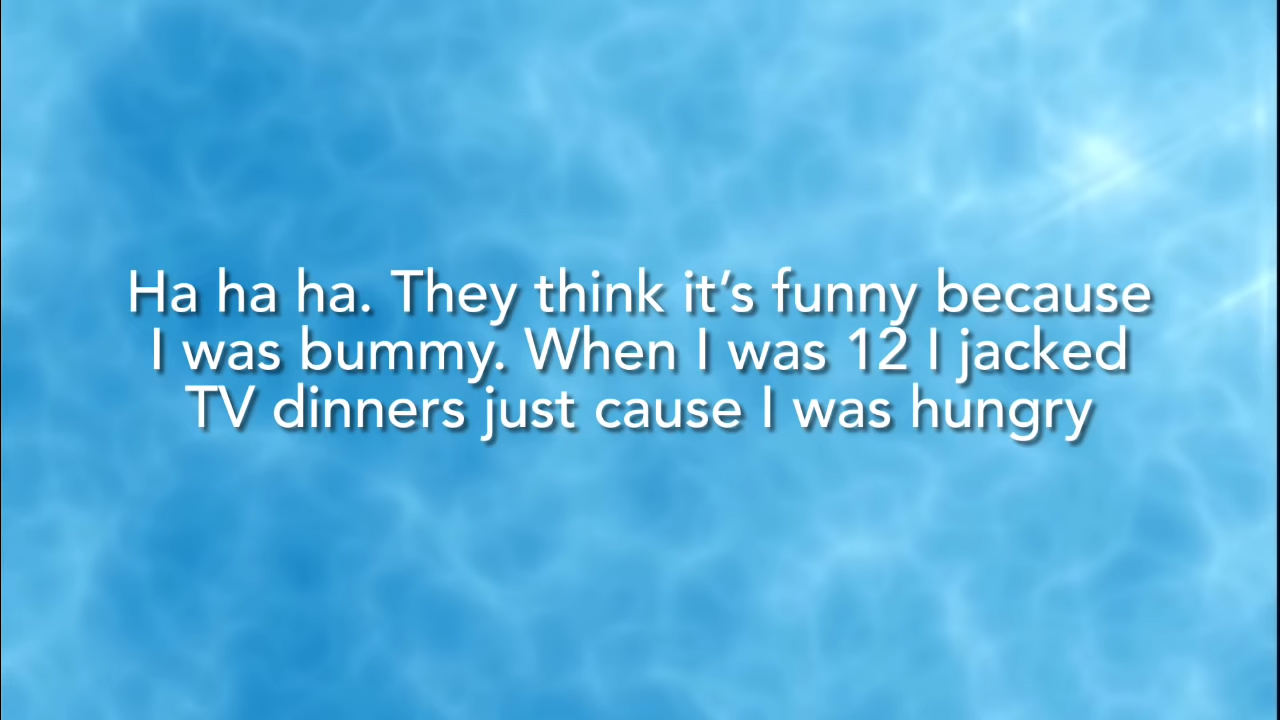 Ha ha ha. They think it’s funny because
I was bummy. When I was 12 I jacked
TV dinners just cause I was hungry